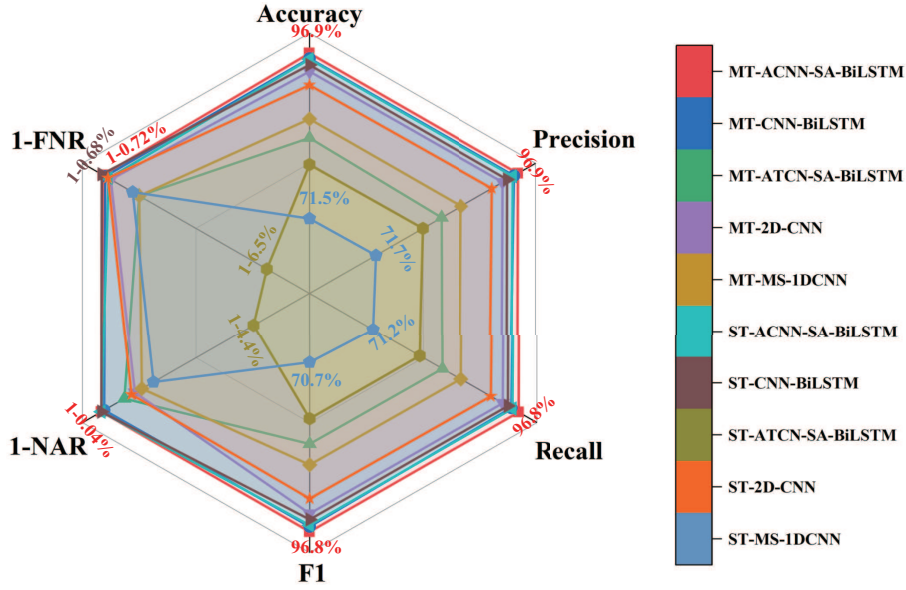 Accuracy
96.9%
1-FNR
1-0.68%
1-0.72%
Precision
96.9%
71.5%
71.7%
1-6.5%
1-4.4%
71.2%
70.7%
1-NAR
1-0.04%
Recall
96.8%
96.8%
F1
MT-ACNN-SA-BiLSTM
MT-CNN-BiLSTM
MT-ATCN-SA-BiLSTM
MT-2D-CNN
MT-MS-1DCNN
ST-ACNN-SA-BiLSTM
ST-CNN-BiLSTM
ST-ATCN-SA-BiLSTM
ST-2D-CNN
ST-MS-1DCNN